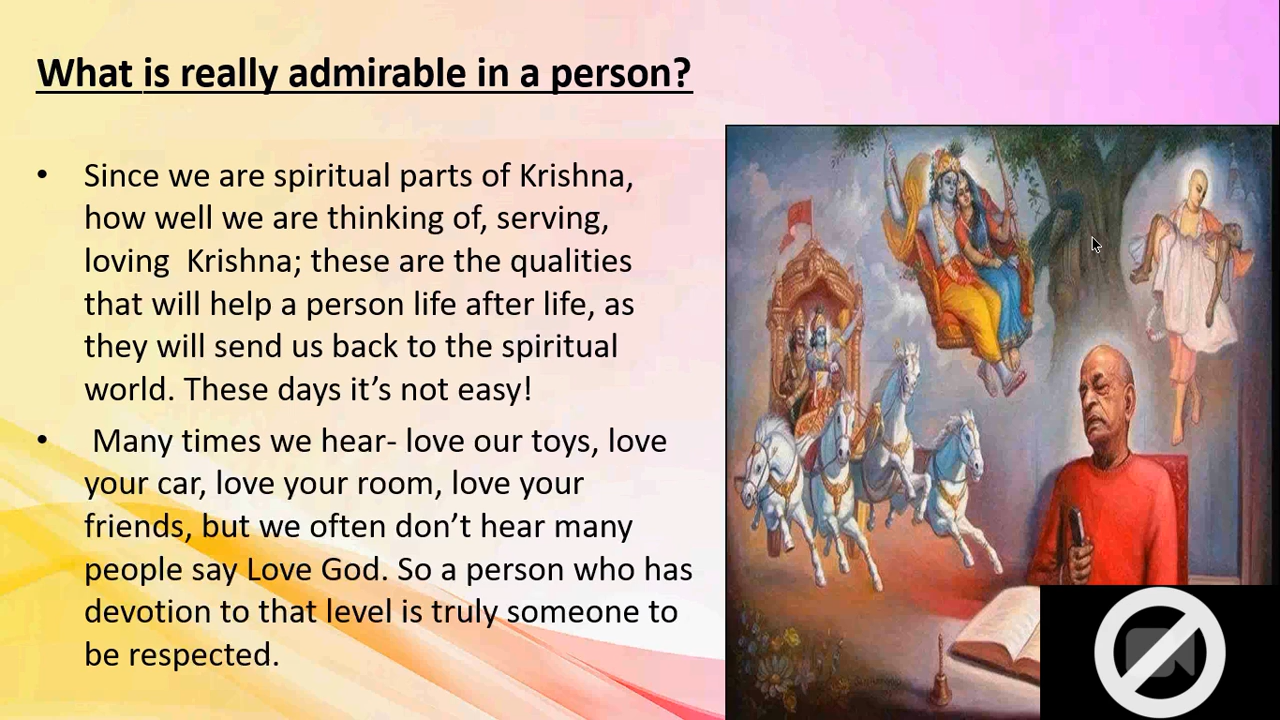 What is really admirable in a person?
• Since we are spiritual parts of Krishna,
how well we are thinking of, serving,
loving  Krishna; these are the qualities
that will help a person life after life, as
they will send us back to the spiritual
world. These days it’s not easy!
•  Many times we hear- love our toys, love
your car, love your room, love your
friends, but we often don’t hear many
people say Love God. So a person who has
devotion to that level is truly someone to
be respected.